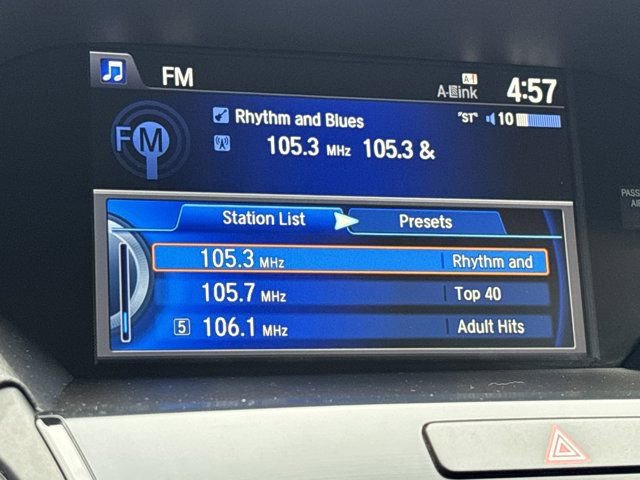 FM
A-Link
4:57
FM
Rhythm and Blues
"ST"
10
105.3 MHz 105.3 &
Station List
Presets
105.3 MHz Rhythm and
105.7 MHz Top 40
5 106.1 MHz Adult Hits
PASS